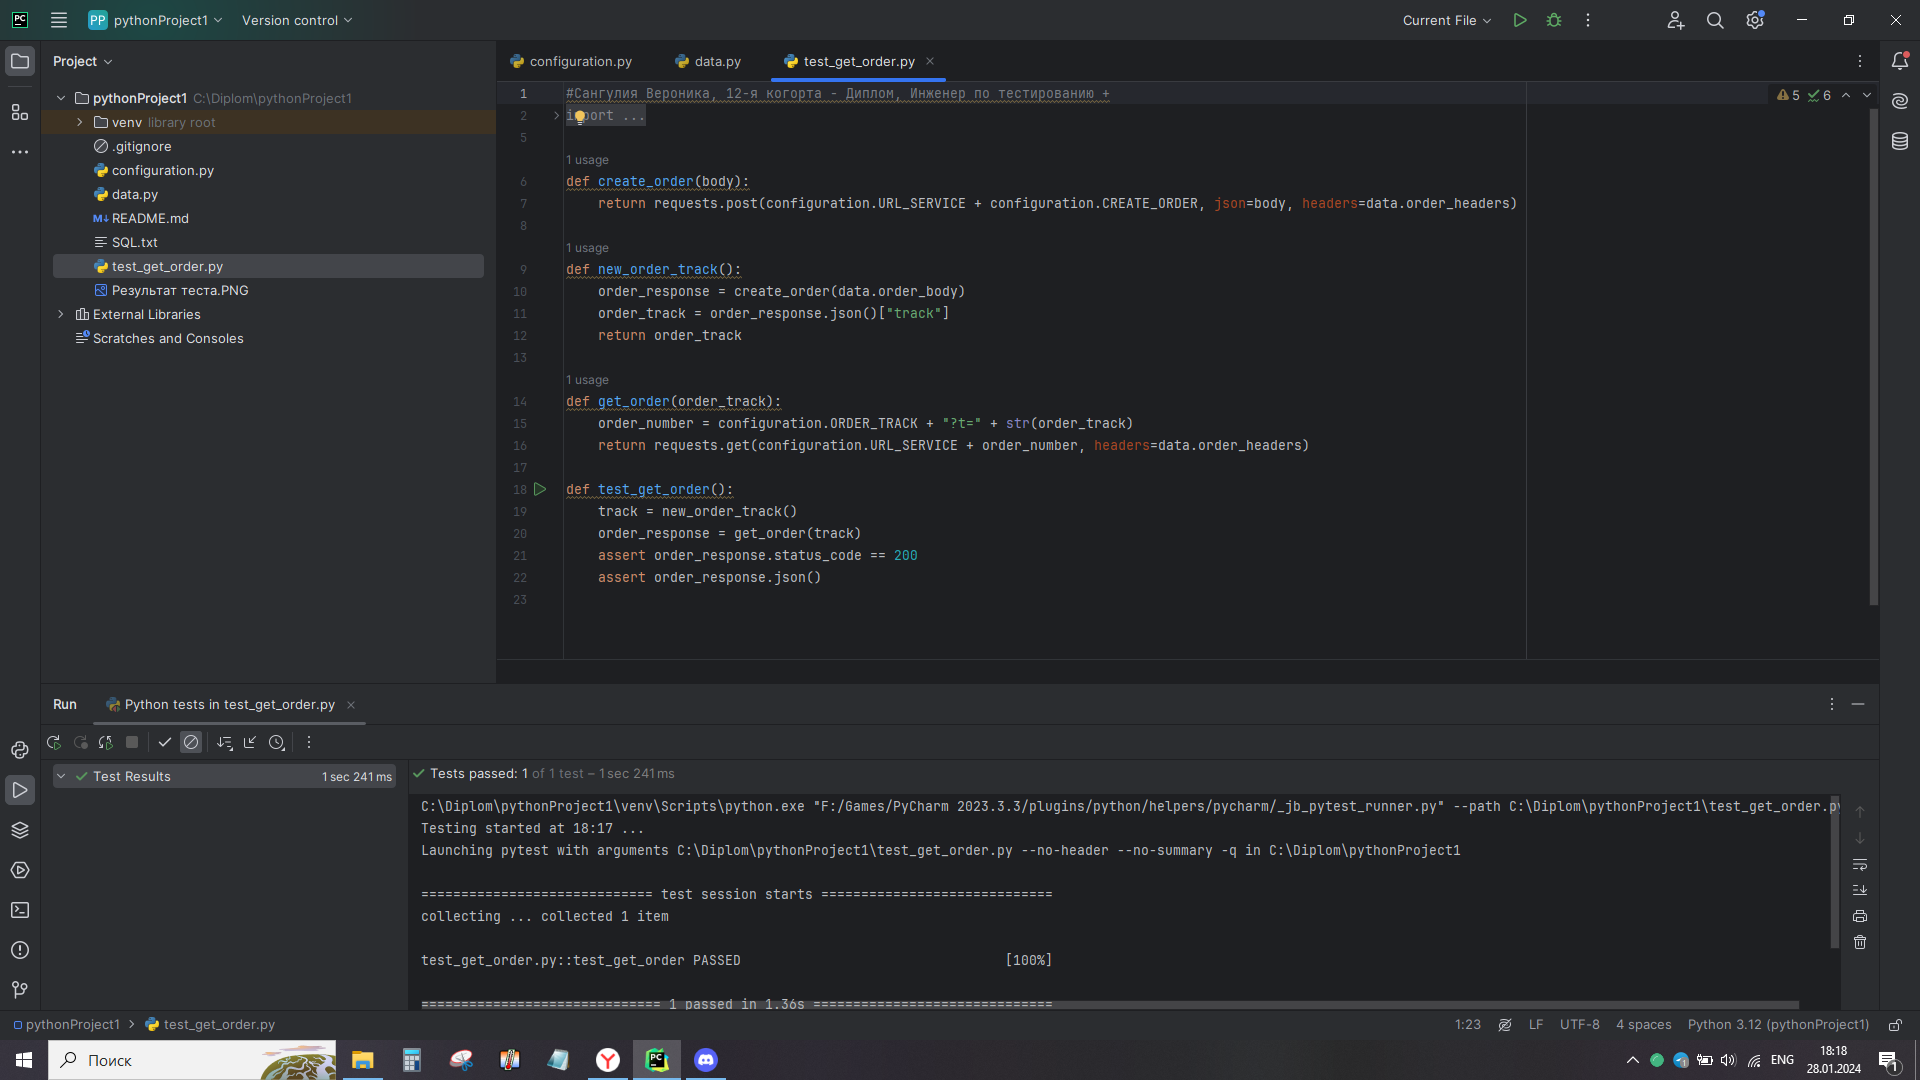 PC
PP pythonProject1
Version control
Current File
Project
configuration.py
data.py
test_get_order.py
pythonProject1 C:\Diplom\pythonProject1
venv library root
.gitignore
configuration.py
data.py
README.md
SQL.txt
test_get_order.py
Результат теста.PNG
External Libraries
Scratches and Consoles
5 6
1 #Сангулия Вероника, 12-я когорта - Диплом, Инженер по тестированию +
2 import ...
5
1 usage
6 def create_order(body):
7 return requests.post(configuration.URL_SERVICE + configuration.CREATE_ORDER, json=body, headers=data.order_headers)
8
1 usage
9 def new_order_track():
10 order_response = create_order(data.order_body)
11 order_track = order_response.json()["track"]
12 return order_track
13
1 usage
14 def get_order(order_track):
15 order_number = configuration.ORDER_TRACK + "?t=" + str(order_track)
16 return requests.get(configuration.URL_SERVICE + order_number, headers=data.order_headers)
17
18 def test_get_order():
19 track = new_order_track()
20 order_response = get_order(track)
21 assert order_response.status_code == 200
22 assert order_response.json()
23
Run
Python tests in test_get_order.py
Test Results 1 sec 241 ms
Tests passed: 1 of 1 test – 1 sec 241 ms
C:\Diplom\pythonProject1\venv\Scripts\python.exe "F:/Games/PyCharm 2023.3.3/plugins/python/helpers/pycharm/_jb_pytest_runner.py" --path C:\Diplom\pythonProject1\test_get_order.py
Testing started at 18:17 ...
Launching pytest with arguments C:\Diplom\pythonProject1\test_get_order.py --no-header --no-summary -q in C:\Diplom\pythonProject1
============================= test session starts =============================
collecting ... collected 1 item
test_get_order.py::test_get_order PASSED [100%]
============================== 1 passed in 1.36s ==============================
pythonProject1
test_get_order.py
1:23
LF
UTF-8
4 spaces
Python 3.12 (pythonProject1)
Поиск
PC
ENG
18:18
28.01.2024
1